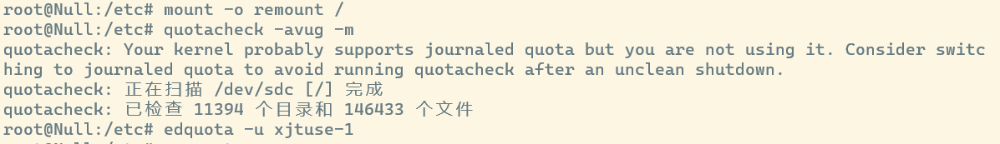 root@Null:/etc# mount -o remount /
root@Null:/etc# quotacheck -avug -m
quotacheck: Your kernel probably supports journaled quota but you are not using it. Consider switc
hing to journaled quota to avoid running quotacheck after an unclean shutdown.
quotacheck: 正在扫描 /dev/sdc [/] 完成
quotacheck: 已检查 11394 个目录和 146433 个文件
root@Null:/etc# edquota -u xjtuse-1